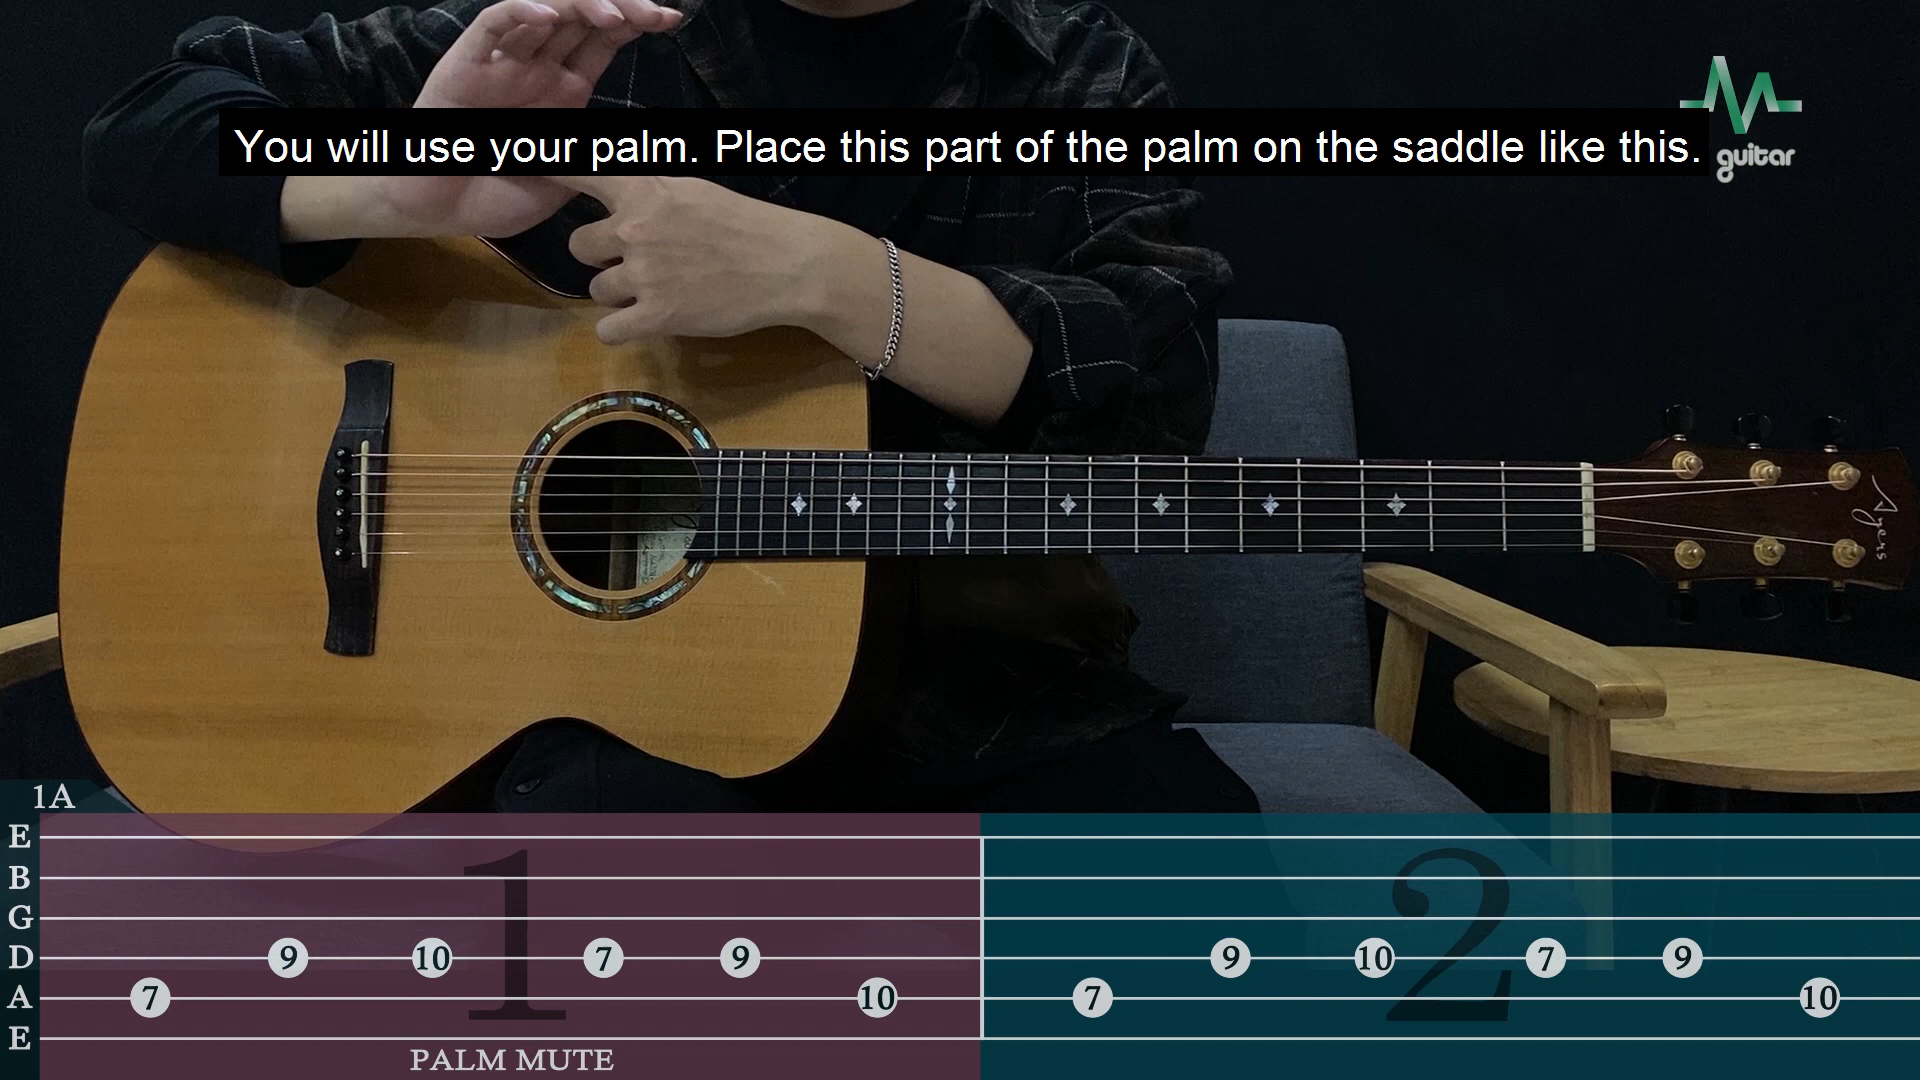 You will use your palm. Place this part of the palm on the saddle like this.
guitar
Ayers
1A
E
B
G
D 9 10 7 9 9 10 7 9
A 7 10 7 10
E
1 2
PALM MUTE